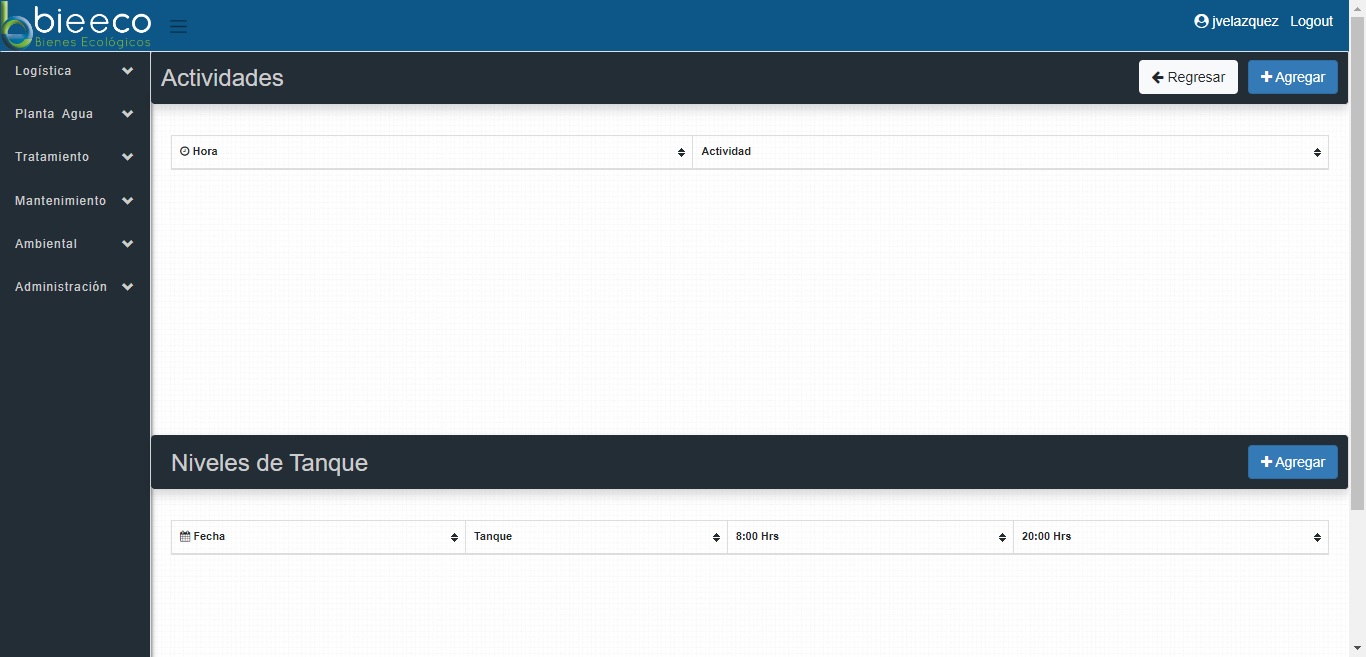 bieeco
Bienes Ecológicos
jvelazquez Logout
Logística
Planta Agua
Tratamiento
Mantenimiento
Ambiental
Administración
Actividades
Regresar
Agregar
Hora
Actividad
Niveles de Tanque
Agregar
Fecha
Tanque
8:00 Hrs
20:00 Hrs